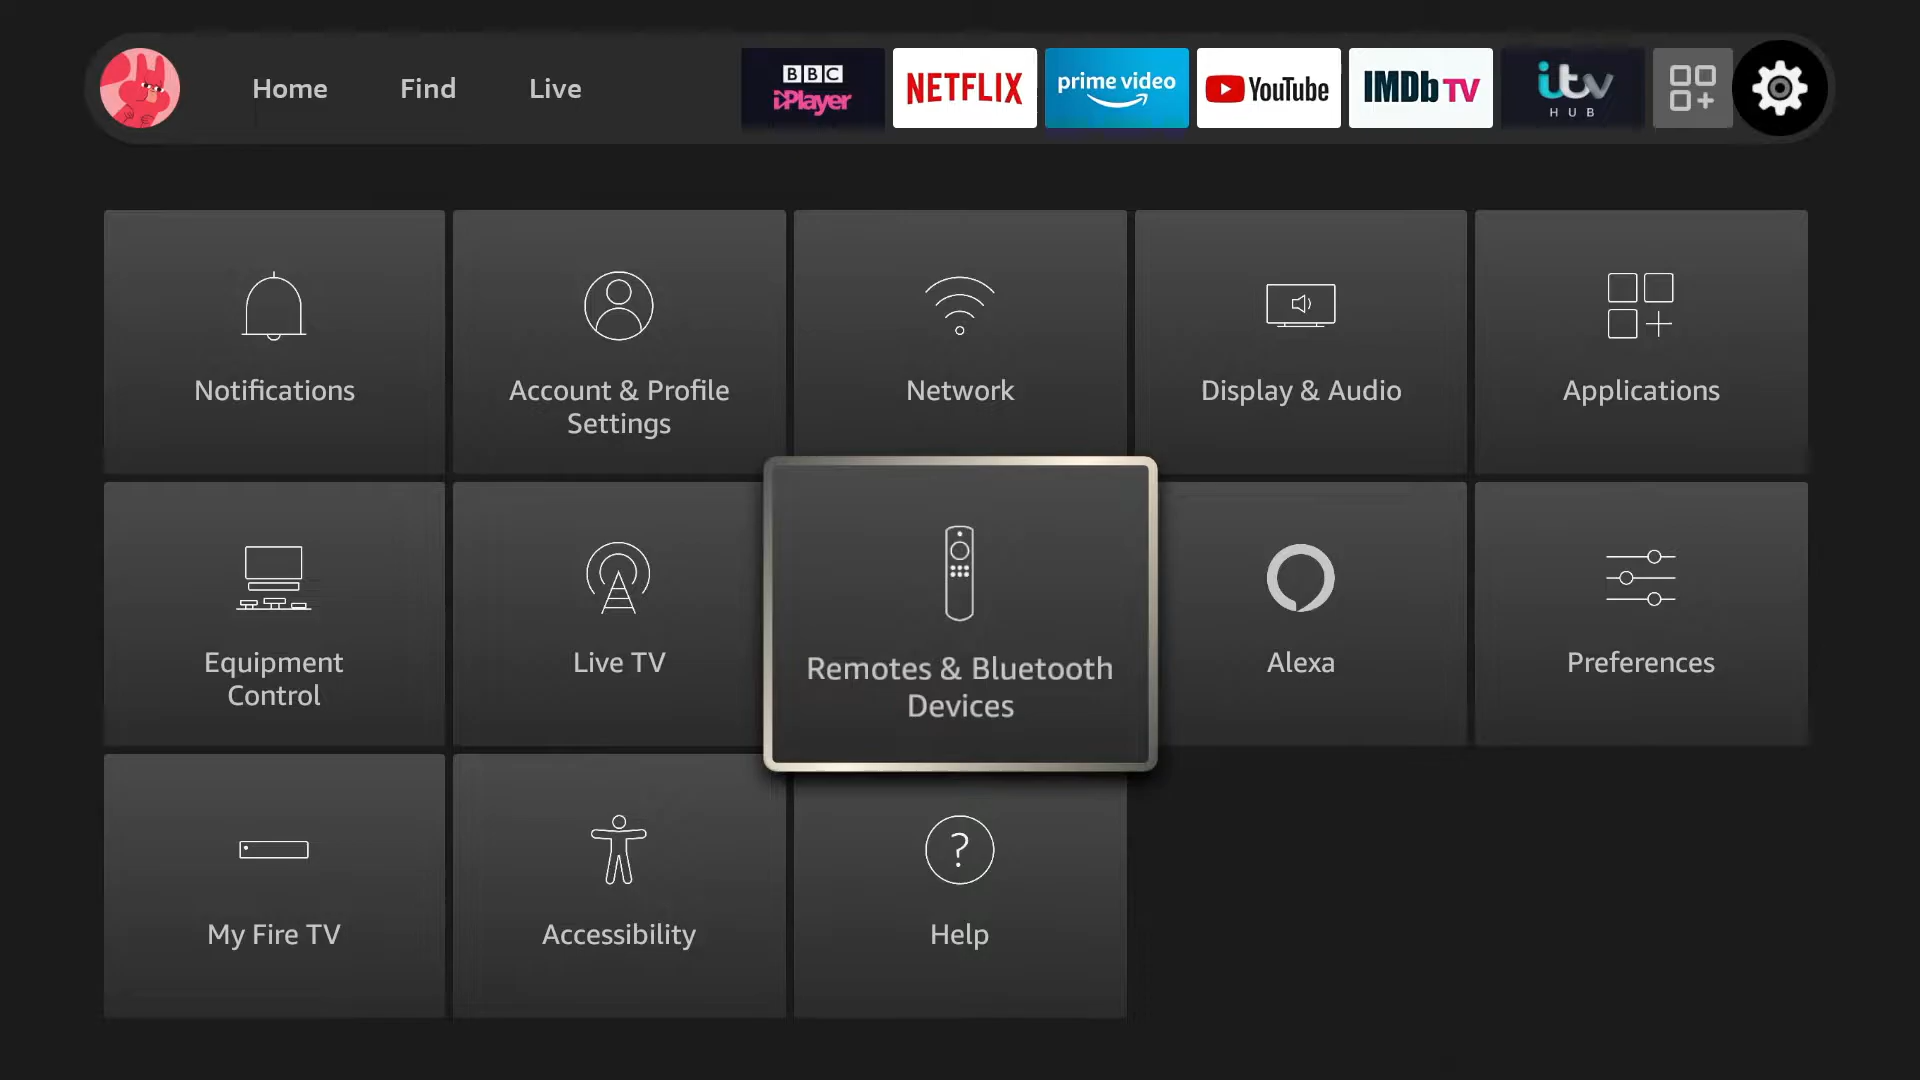 Home Find Live BBC iPlayer NETFLIX prime video YouTube IMDb TV itv HUB
Notifications
Account & Profile
Settings
Network
Display & Audio
Applications
Equipment
Control
Live TV
Remotes & Bluetooth
Devices
Alexa
Preferences
My Fire TV
Accessibility
Help
?